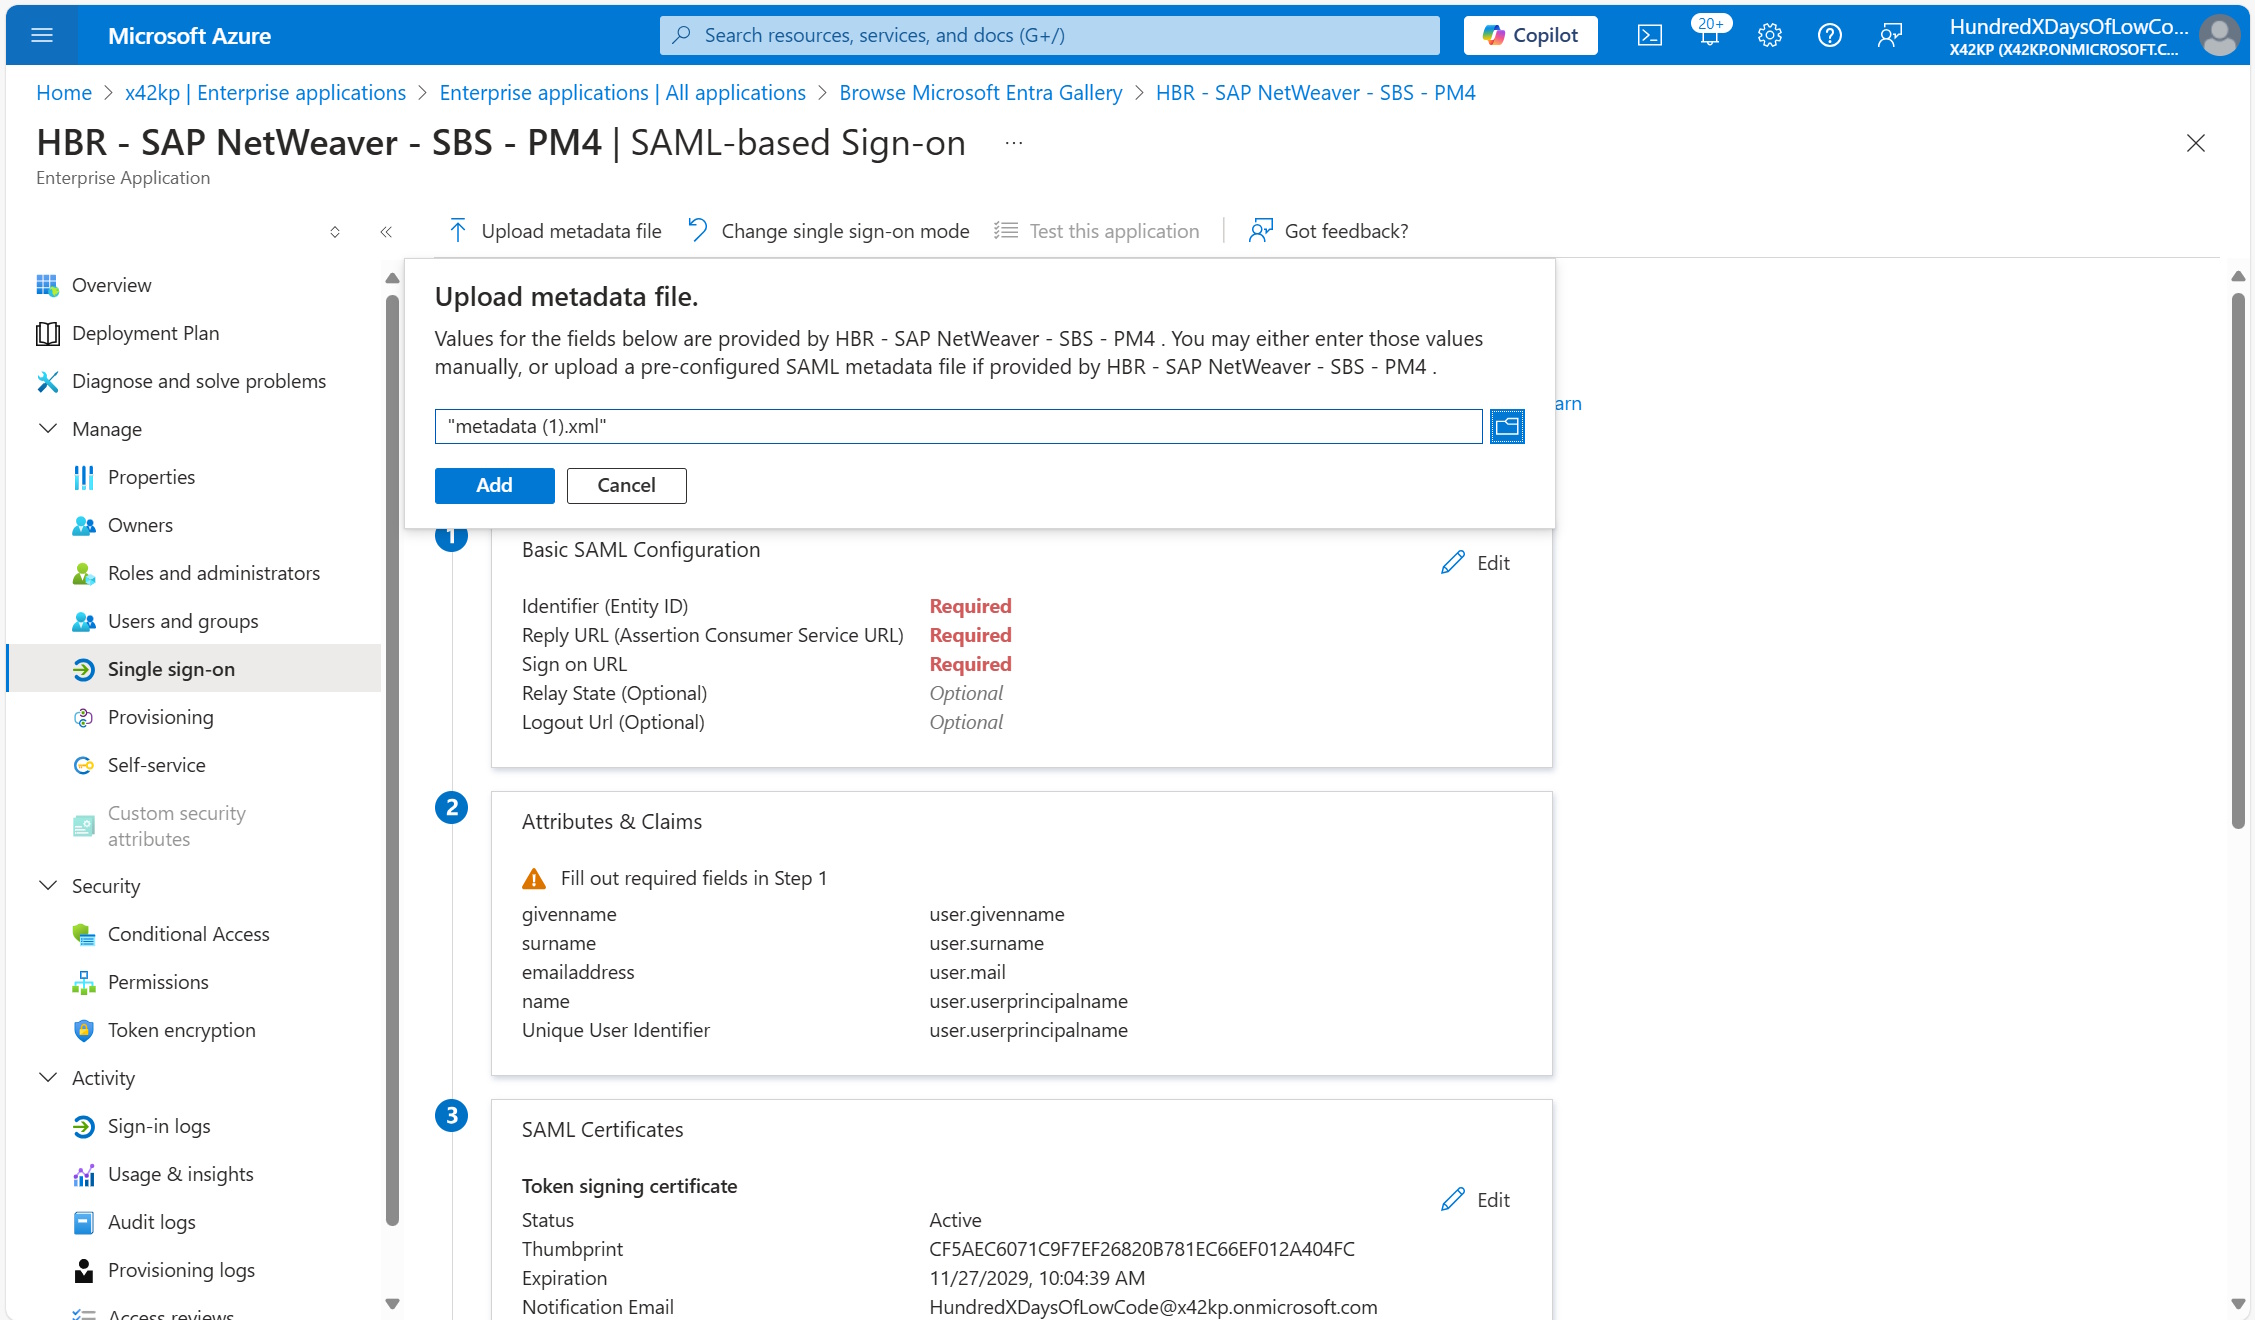 Microsoft Azure
Search resources, services, and docs (G+/)
Copilot
20+
HundredXDaysOfLowCo...
X42KP (X42KP.ONMICROSOFT.C...
Home > x42kp | Enterprise applications > Enterprise applications | All applications > Browse Microsoft Entra Gallery > HBR - SAP NetWeaver - SBS - PM4
HBR - SAP NetWeaver - SBS - PM4 | SAML-based Sign-on ...
Enterprise Application
Upload metadata file
Change single sign-on mode
Test this application
Got feedback?
Overview
Deployment Plan
Diagnose and solve problems
Manage
Properties
Owners
Roles and administrators
Users and groups
Single sign-on
Provisioning
Self-service
Custom security
attributes
Security
Conditional Access
Permissions
Token encryption
Activity
Sign-in logs
Usage & insights
Audit logs
Provisioning logs
Access reviews
Upload metadata file.
Values for the fields below are provided by HBR - SAP NetWeaver - SBS - PM4 . You may either enter those values
manually, or upload a pre-configured SAML metadata file if provided by HBR - SAP NetWeaver - SBS - PM4 .
arn
"metadata (1).xml"
Add
Cancel
1
Basic SAML Configuration
Edit
Identifier (Entity ID) Required
Reply URL (Assertion Consumer Service URL) Required
Sign on URL Required
Relay State (Optional) Optional
Logout Url (Optional) Optional
2
Attributes & Claims
Fill out required fields in Step 1
givenname user.givenname
surname user.surname
emailaddress user.mail
name user.userprincipalname
Unique User Identifier user.userprincipalname
3
SAML Certificates
Token signing certificate
Edit
Status Active
Thumbprint CF5AEC6071C9F7EF26820B781EC66EF012A404FC
Expiration 11/27/2029, 10:04:39 AM
Notification Email HundredXDaysOfLowCode@x42kp.onmicrosoft.com